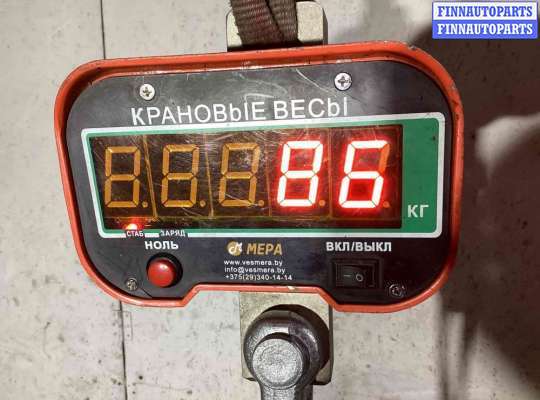 FINNAUTOPARTS
FINNAUTOPARTS
КРАНОВЫЕ ВЕСЫ
86
КГ
СТАБ ЗАРЯД
НОЛЬ
МЕРА
ВКЛ/ВЫКЛ
www.vesmera.by
info@vesmera.by
+375(29)340-14-14